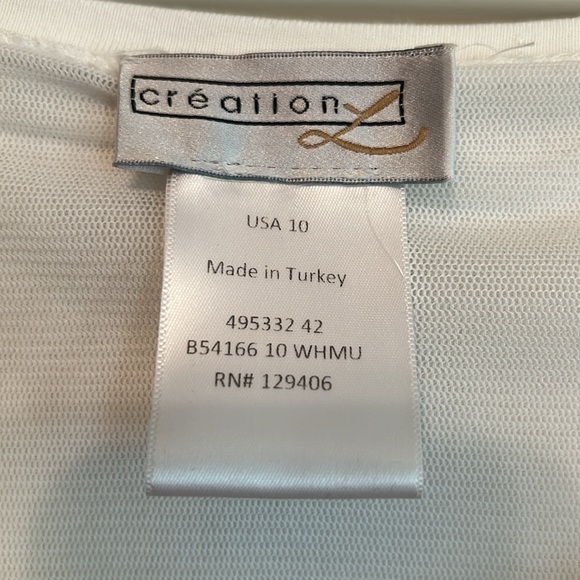 création L
USA 10
Made in Turkey
495332 42
B54166 10 WHMU
RN# 129406